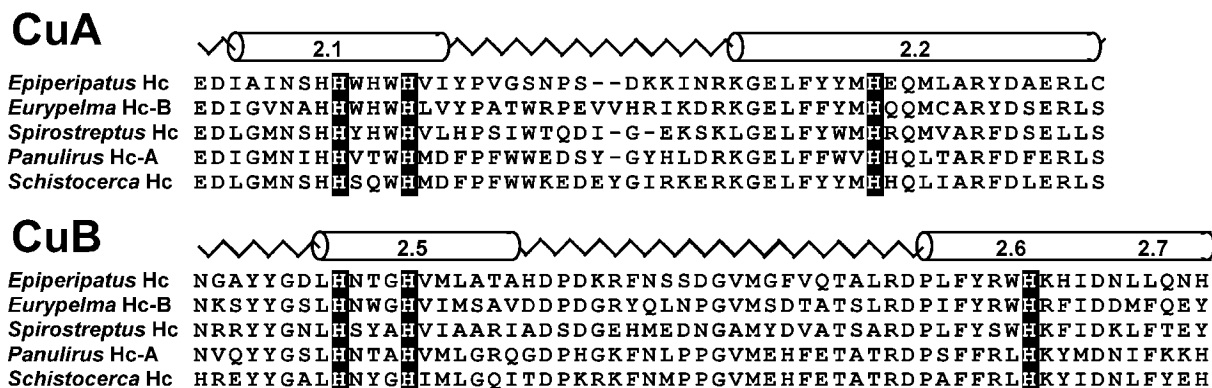 CuA
2.1 2.2
Epiperipatus Hc EDIAINSHHWHWHVIYPVGSNPS--DKKINRKGELFYYMHEQMLARYDAERLC
Eurypelma Hc-B EDIGVNAHHWHWHLVYPATWRPEVVHRIKDRKGELFFYMHQQMCARYDSERLS
Spirostreptus Hc EDLGMNSHHYHWHVLHPSIWTQDI-G-EKSKLGELFYWMHRQMVARFDSELLS
Panulirus Hc-A EDIGMNIHHVTWHMDFPFWWEDSY-GYHLDRKGELFFWVHHQLTARFDFERLS
Schistocerca Hc EDLGMNSHHSQWHMDFPFWWKEDEYGIRKERKGELFYYMHHQLIARFDLERLS
CuB
2.5 2.6 2.7
Epiperipatus Hc NGAYYGDLHNTGHVMLATAHDPDKRFNSSDGVMGFVQTALRDPLFYRWHKHIDNLLQNH
Eurypelma Hc-B NKSYYGSLHNWGHVIMSAVDDPDGRYQLNPGVMSDTATSLRDPIFYRWHRFIDDMFQEY
Spirostreptus Hc NRRYYGNLHSYAHVIAARIADSDGEHMEDNGAMYDVATSARDPLFYSWHKFIDKLFTEY
Panulirus Hc-A NVQYYGSLHNTAHVMLGRQGDPHGKFNLPPGVMEHFETATRDPSFFRLHKYMDNIFKKH
Schistocerca Hc HREYYGALHNYGHIMLGQITDPKRKFNMPPGVMEHFETATRDPAFFRLHKYIDNLFYEH